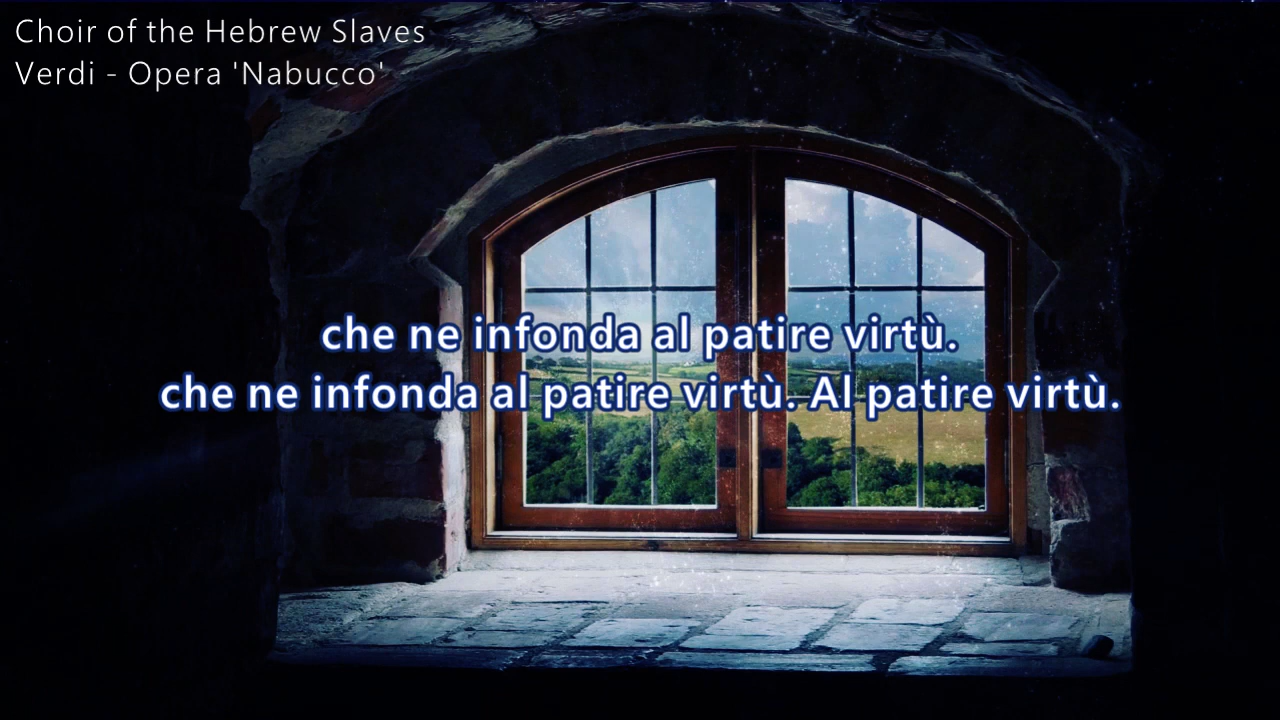 Choir of the Hebrew Slaves
Verdi - Opera 'Nabucco'
che ne infonda al patire virtù.
che ne infonda al patire virtù. Al patire virtù.